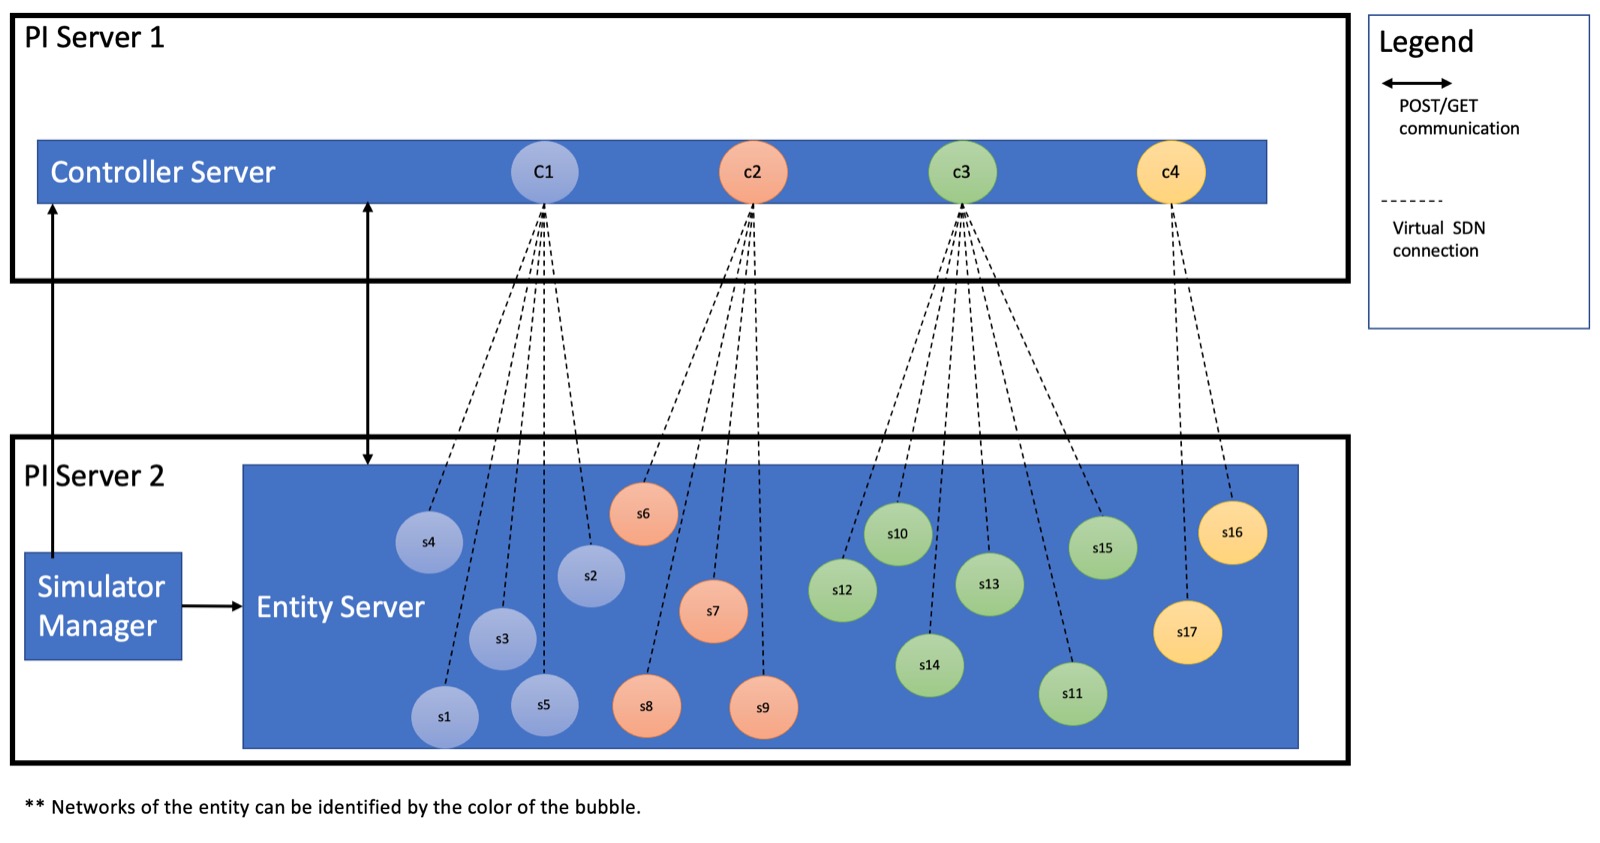 PI Server 1
Legend
POST/GET
communication
Controller Server
C1
c2
c3
c4
Virtual SDN
connection
PI Server 2
s6
s16
s10
s4
s15
s2
s13
Simulator
Manager
s12
Entity Server
s7
s17
s3
s14
s11
s5
s8
s9
s1
** Networks of the entity can be identified by the color of the bubble.